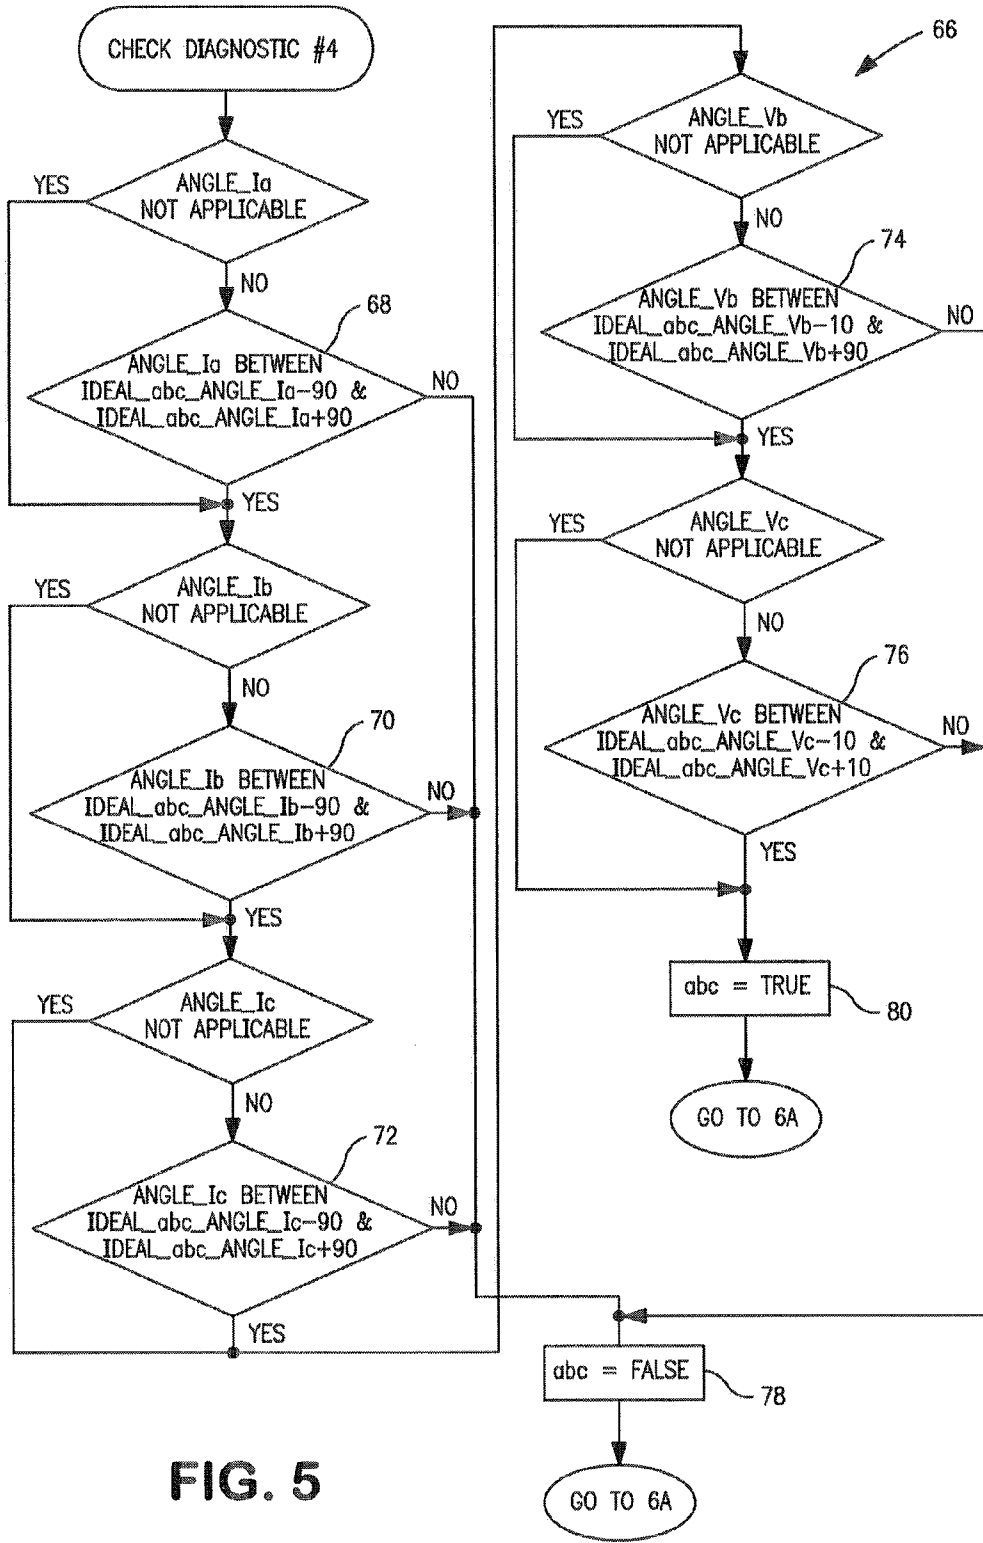 CHECK DIAGNOSTIC #4
YES
ANGLE_Ia
NOT APPLICABLE
NO
68
ANGLE_Ia BETWEEN
IDEAL_abc_ANGLE_Ia-90 &
IDEAL_abc_ANGLE_Ia+90
NO
YES
YES
ANGLE_Ib
NOT APPLICABLE
NO
70
ANGLE_Ib BETWEEN
IDEAL_abc_ANGLE_Ib-90 &
IDEAL_abc_ANGLE_Ib+90
NO
YES
YES
ANGLE_Ic
NOT APPLICABLE
NO
72
ANGLE_Ic BETWEEN
IDEAL_abc_ANGLE_Ic-90 &
IDEAL_abc_ANGLE_Ic+90
NO
YES
66
YES
ANGLE_Vb
NOT APPLICABLE
NO
74
ANGLE_Vb BETWEEN
IDEAL_abc_ANGLE_Vb-10 &
IDEAL_abc_ANGLE_Vb+90
NO
YES
YES
ANGLE_Vc
NOT APPLICABLE
NO
76
ANGLE_Vc BETWEEN
IDEAL_abc_ANGLE_Vc-10 &
IDEAL_abc_ANGLE_Vc+10
NO
YES
abc = TRUE
80
GO TO 6A
abc = FALSE
78
GO TO 6A
FIG. 5